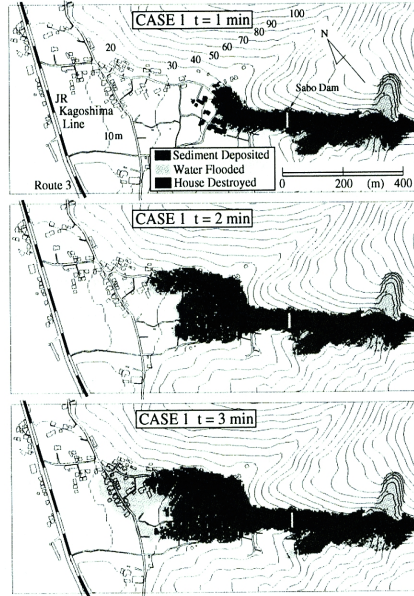 CASE 1 t = 1 min
100
90
80
70
60
50
40
30
20
10m
N
JR
Kagoshima
Line
Sabo Dam
Route 3
Sediment Deposited
Water Flooded
House Destroyed
0 200 (m) 400
CASE 1 t = 2 min
CASE 1 t = 3 min